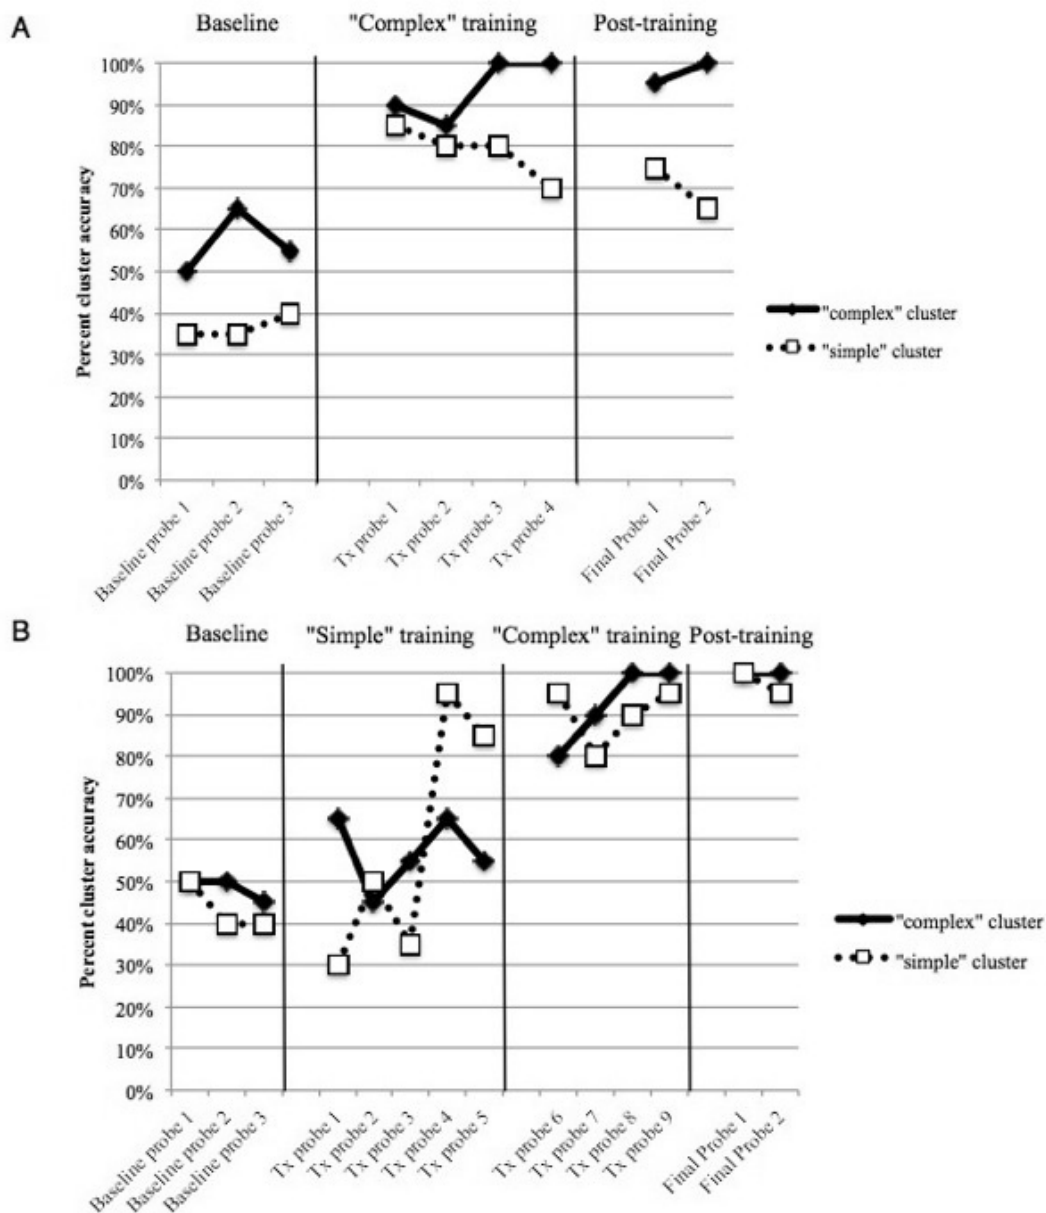 A
Baseline "Complex" training Post-training
100%
90%
80%
70%
60%
50%
40%
30%
20%
10%
0%
Percent cluster accuracy
Baseline probe 1
Baseline probe 2
Baseline probe 3
Tx probe 1
Tx probe 2
Tx probe 3
Tx probe 4
Final Probe 1
Final Probe 2
"complex" cluster
"simple" cluster
B
Baseline "Simple" training "Complex" training Post-training
100%
90%
80%
70%
60%
50%
40%
30%
20%
10%
0%
Percent cluster accuracy
Baseline probe 1
Baseline probe 2
Baseline probe 3
Tx probe 1
Tx probe 2
Tx probe 3
Tx probe 4
Tx probe 5
Tx probe 6
Tx probe 7
Tx probe 8
Tx probe 9
Final Probe 1
Final Probe 2
"complex" cluster
"simple" cluster